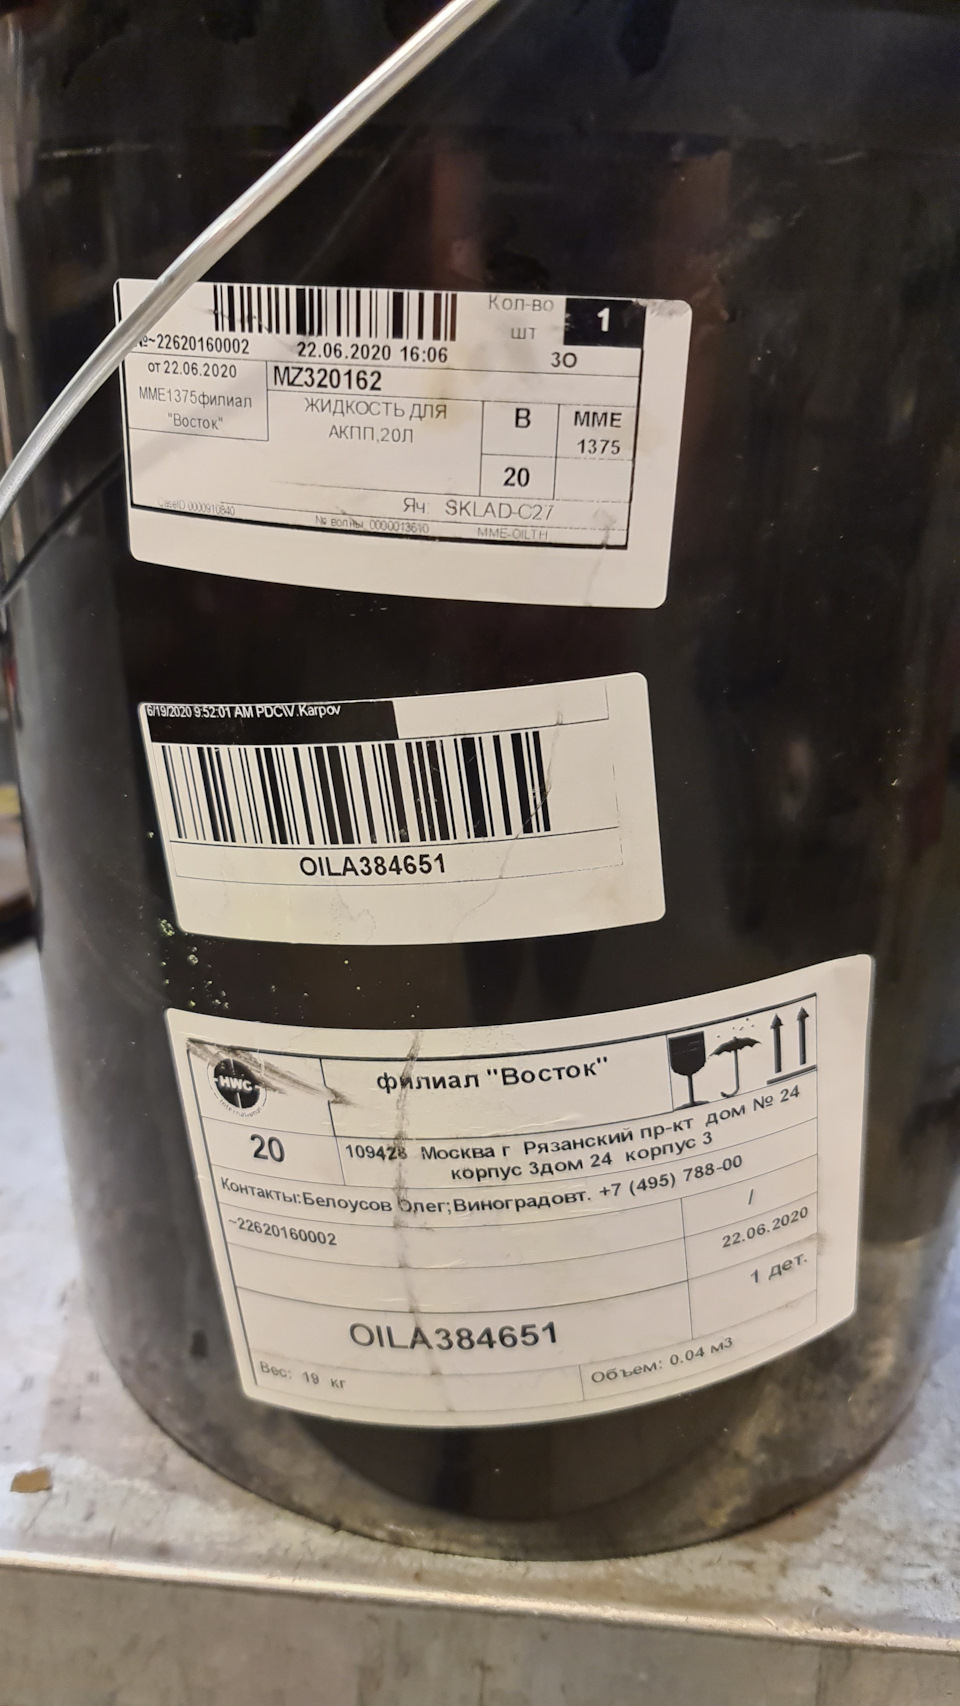 Кол-во
шт
1
№~22620160002
22.06.2020 16:06
ЗО
от 22.06.2020
MZ320162
MME1375филиал
"Восток"
ЖИДКОСТЬ ДЛЯ
АКПП,20Л
B
MME
1375
20
Яч: SKLAD-C27
CaseID 0000910840
№ волны, 0000013610
MME-OILTH
6/19/2020 9:52:01 AM PDC\V.Karpov
OILA384651
HWC
International
филиал "Восток"
20
109428 Москва г Рязанский пр-кт дом № 24
корпус 3дом 24 корпус 3
Контакты:Белоусов Олег;Виноградовт. +7 (495) 788-00
/
~22620160002
22.06.2020
1 дет.
OILA384651
Вес: 19 кг
Объем: 0.04 м3